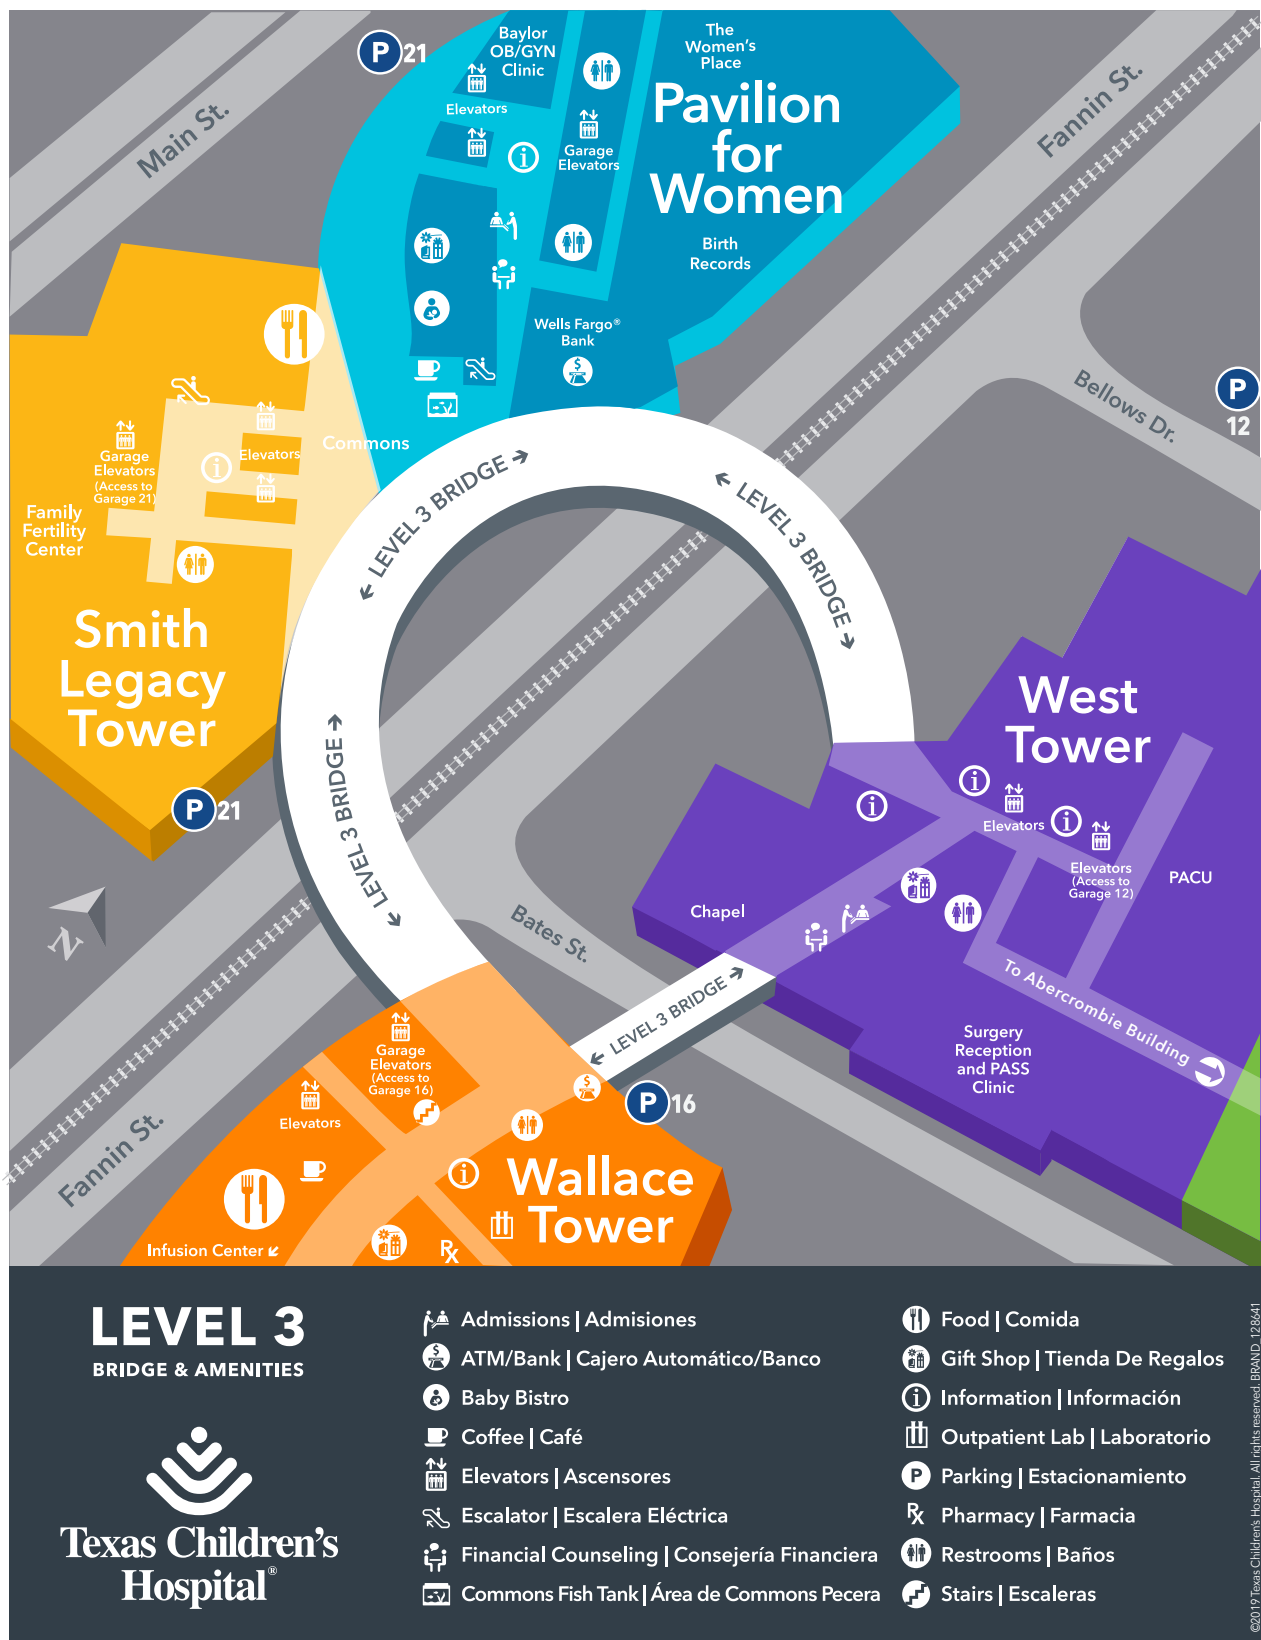 P 21
Main St.
Baylor
OB/GYN
Clinic
Elevators
i
Garage
Elevators
The
Women's
Place
Pavilion
for
Women
Birth
Records
Wells Fargo®
Bank
$
Fannin St.
Bellows Dr.
P
12
Commons
Garage
Elevators
(Access to
Garage 21)
i
Elevators
Family
Fertility
Center
Smith
Legacy
Tower
P 21
N
← LEVEL 3 BRIDGE →
← LEVEL 3 BRIDGE →
← LEVEL 3 BRIDGE →
West
Tower
i
i
Elevators
i
Elevators
(Access to
Garage 12)
PACU
Chapel
Bates St.
← LEVEL 3 BRIDGE →
To Abercrombie Building
Surgery
Reception
and PASS
Clinic
Garage
Elevators
(Access to
Garage 16)
$
P 16
Elevators
Fannin St.
i
Wallace
Tower
Infusion Center ↙
Rx
LEVEL 3
BRIDGE & AMENITIES
Texas Children's
Hospital®
Admissions | Admisiones
$ ATM/Bank | Cajero Automático/Banco
Baby Bistro
Coffee | Café
Elevators | Ascensores
Escalator | Escalera Eléctrica
Financial Counseling | Consejería Financiera
Commons Fish Tank | Área de Commons Pecera
Food | Comida
Gift Shop | Tienda De Regalos
i Information | Información
Outpatient Lab | Laboratorio
P Parking | Estacionamiento
Rx Pharmacy | Farmacia
Restrooms | Baños
Stairs | Escaleras
©2019 Texas Children's Hospital. All rights reserved. BRAND_128641